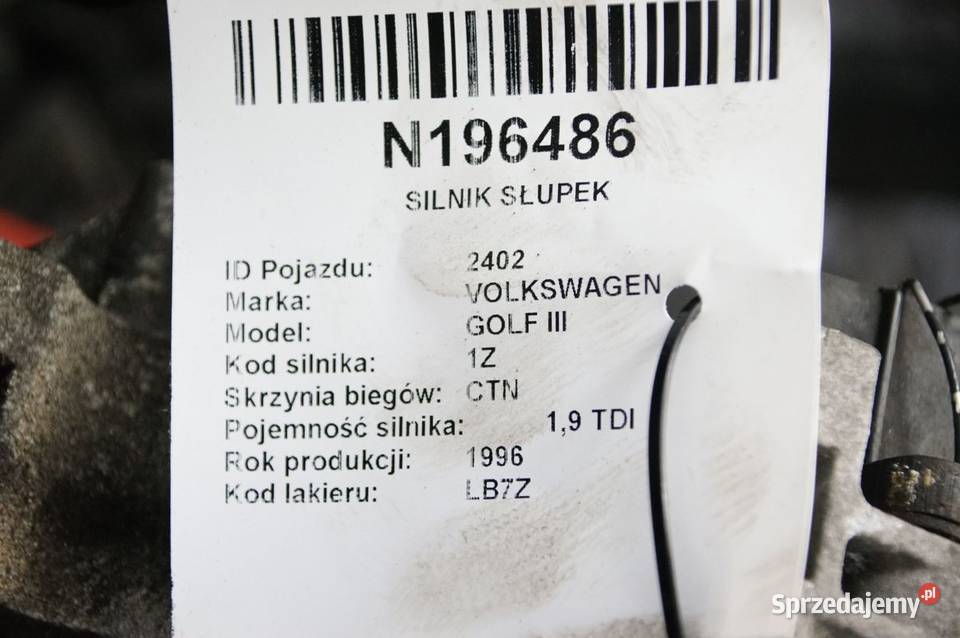 N196486
SILNIK SŁUPEK
ID Pojazdu: 2402
Marka: VOLKSWAGEN
Model: GOLF III
Kod silnika: 1Z
Skrzynia biegów: CTN
Pojemność silnika: 1,9 TDI
Rok produkcji: 1996
Kod lakieru: LB7Z
Sprzedajemy.pl